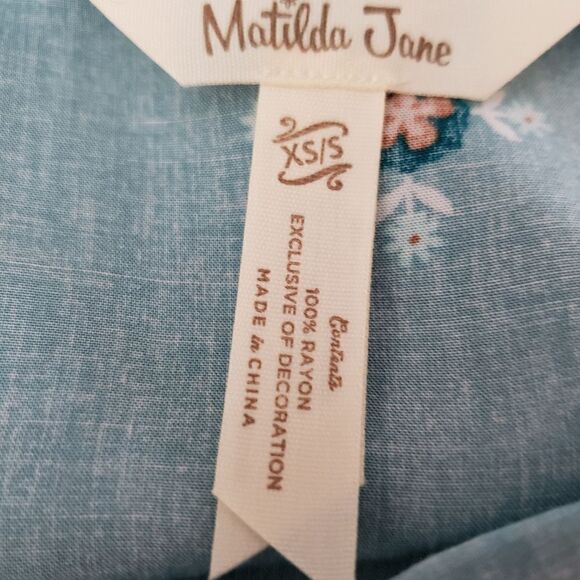 Matilda Jane
XS/S
Contents
100% RAYON
EXCLUSIVE OF DECORATION
MADE in CHINA